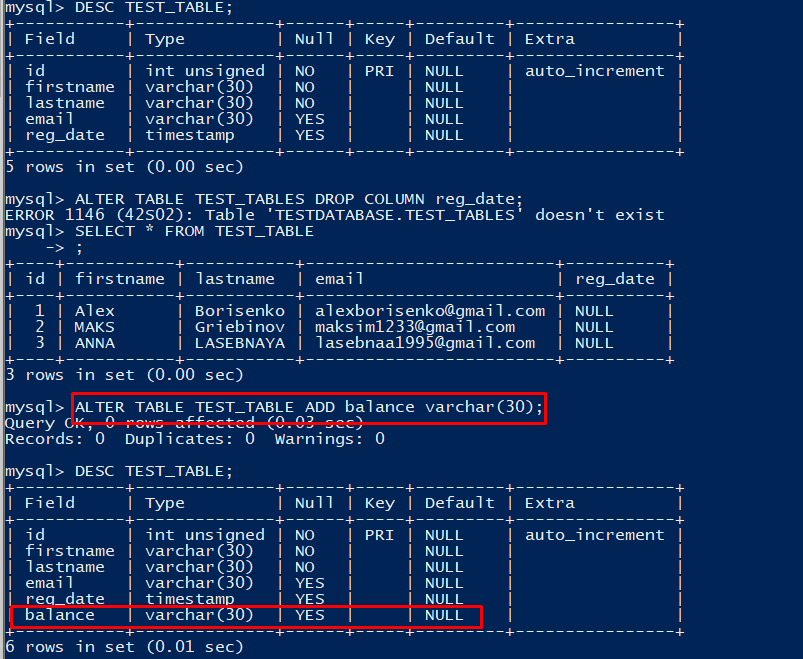 mysql> DESC TEST_TABLE;
+-----------+--------------+------+-----+---------+----------------+
| Field     | Type         | Null | Key | Default | Extra          |
+-----------+--------------+------+-----+---------+----------------+
| id        | int unsigned | NO   | PRI | NULL    | auto_increment |
| firstname | varchar(30)  | NO   |     | NULL    |                |
| lastname  | varchar(30)  | NO   |     | NULL    |                |
| email     | varchar(30)  | YES  |     | NULL    |                |
| reg_date  | timestamp    | YES  |     | NULL    |                |
+-----------+--------------+------+-----+---------+----------------+
5 rows in set (0.00 sec)
mysql> ALTER TABLE TEST_TABLES DROP COLUMN reg_date;
ERROR 1146 (42S02): Table 'TESTDATABASE.TEST_TABLES' doesn't exist
mysql> SELECT * FROM TEST_TABLE
    -> ;
+----+-----------+-----------+-------------------------+----------+
| id | firstname | lastname  | email                   | reg_date |
+----+-----------+-----------+-------------------------+----------+
|  1 | Alex      | Borisenko | alexborisenko@gmail.com | NULL     |
|  2 | MAKS      | Griebinov | maksim1233@gmail.com    | NULL     |
|  3 | ANNA      | LASEBNAYA | lasebnaa1995@gmail.com  | NULL     |
+----+-----------+-----------+-------------------------+----------+
3 rows in set (0.00 sec)
mysql> ALTER TABLE TEST_TABLE ADD balance varchar(30);
Query OK, 0 rows affected (0.03 sec)
Records: 0  Duplicates: 0  Warnings: 0
mysql> DESC TEST_TABLE;
+-----------+--------------+------+-----+---------+----------------+
| Field     | Type         | Null | Key | Default | Extra          |
+-----------+--------------+------+-----+---------+----------------+
| id        | int unsigned | NO   | PRI | NULL    | auto_increment |
| firstname | varchar(30)  | NO   |     | NULL    |                |
| lastname  | varchar(30)  | NO   |     | NULL    |                |
| email     | varchar(30)  | YES  |     | NULL    |                |
| reg_date  | timestamp    | YES  |     | NULL    |                |
| balance   | varchar(30)  | YES  |     | NULL    |                |
+-----------+--------------+------+-----+---------+----------------+
6 rows in set (0.01 sec)